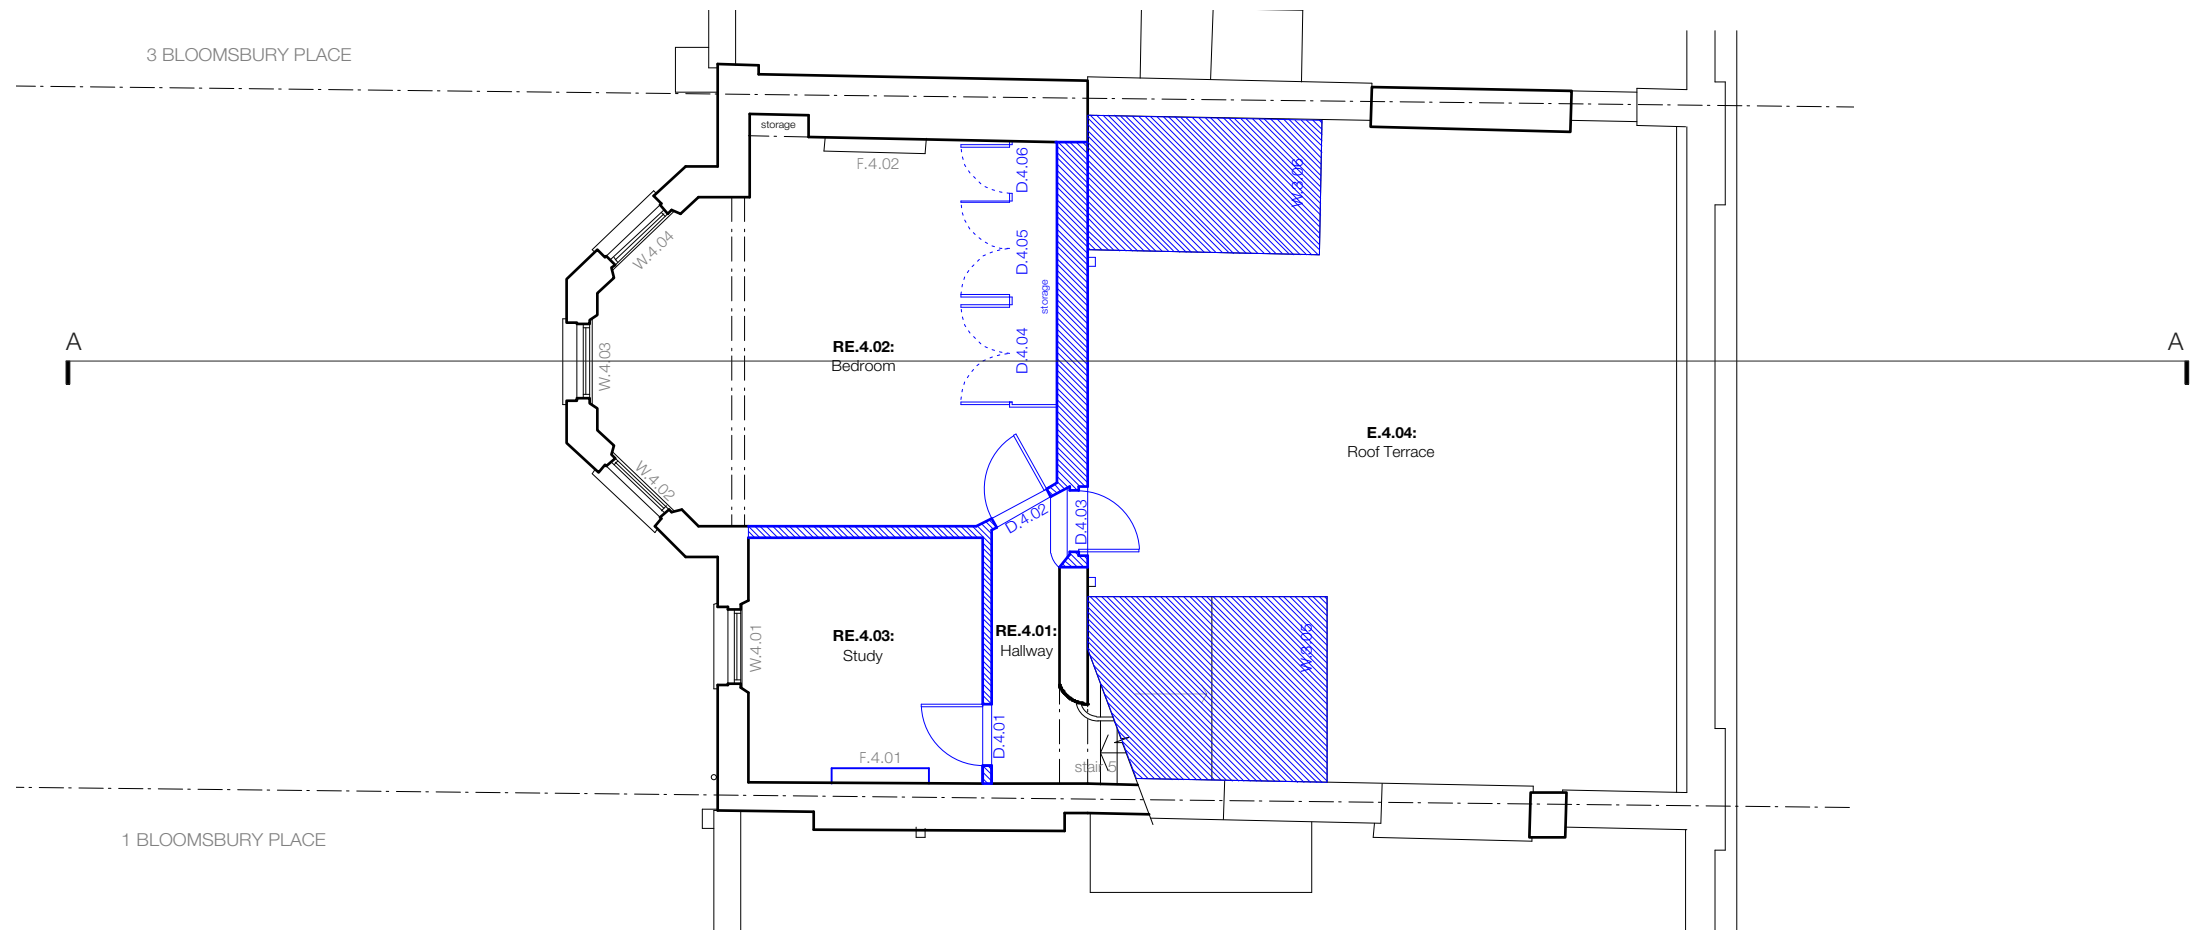 3 BLOOMSBURY PLACE
storage
F.4.02
D.4.06
W.3.06
W.4.04
D.4.05
storage
A
A
W.4.03
RE.4.02:
Bedroom
D.4.04
E.4.04:
Roof Terrace
W.4.02
D.4.02
D.4.03
W.4.01
RE.4.03:
Study
RE.4.01:
Hallway
W.3.05
D.4.01
F.4.01
stair 5
1 BLOOMSBURY PLACE